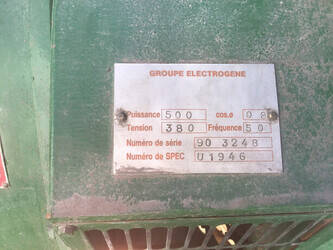 GROUPE ELECTROGENE
Puissance 500 cos.ø 0 8
Tension 380 Fréquence 50
Numéro de série 90 3248
Numéro de SPEC U1946